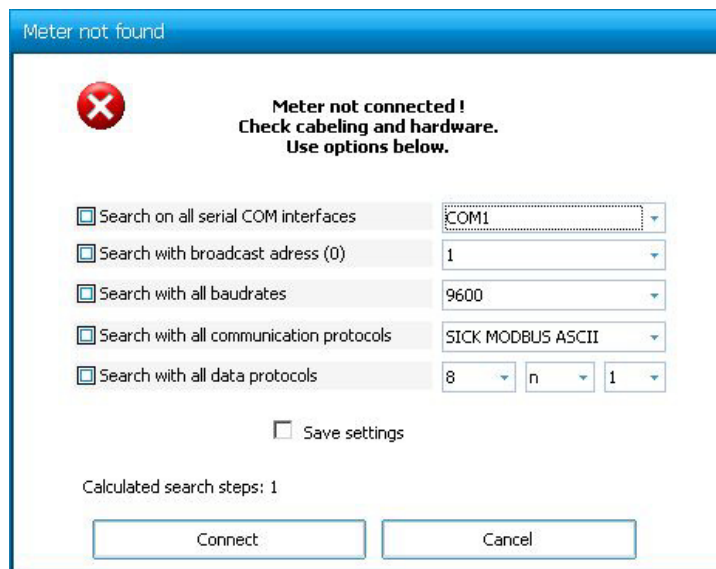 Meter not found
Meter not connected !
Check cabeling and hardware.
Use options below.
Search on all serial COM interfaces COM1
Search with broadcast adress (0) 1
Search with all baudrates 9600
Search with all communication protocols SICK MODBUS ASCII
Search with all data protocols 8 n 1
Save settings
Calculated search steps: 1
Connect Cancel